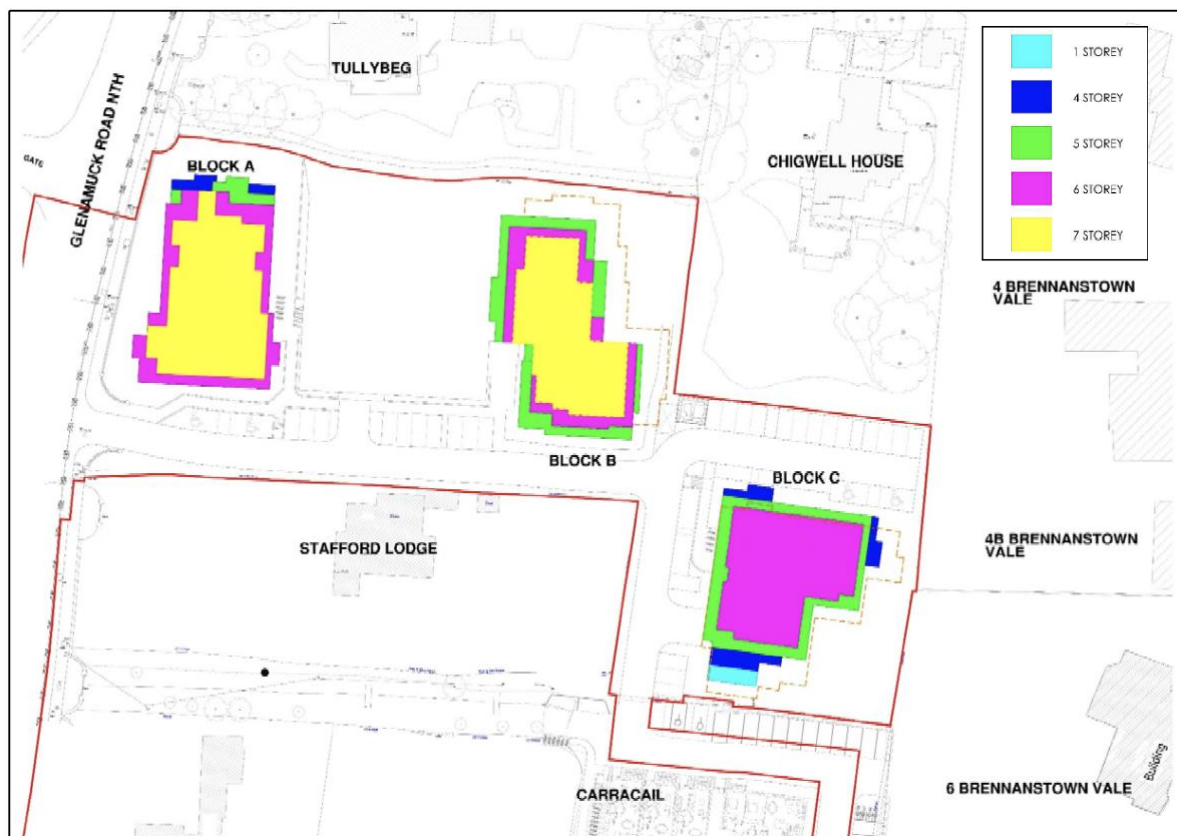 TULLYBEG
1 STOREY
4 STOREY
5 STOREY
6 STOREY
7 STOREY
GLENAMUCK ROAD NTH
GATE
BLOCK A
CHIGWELL HOUSE
4 BRENNANSTOWN
VALE
BLOCK B
BLOCK C
STAFFORD LODGE
4B BRENNANSTOWN
VALE
Building
CARRACAIL
6 BRENNANSTOWN VALE